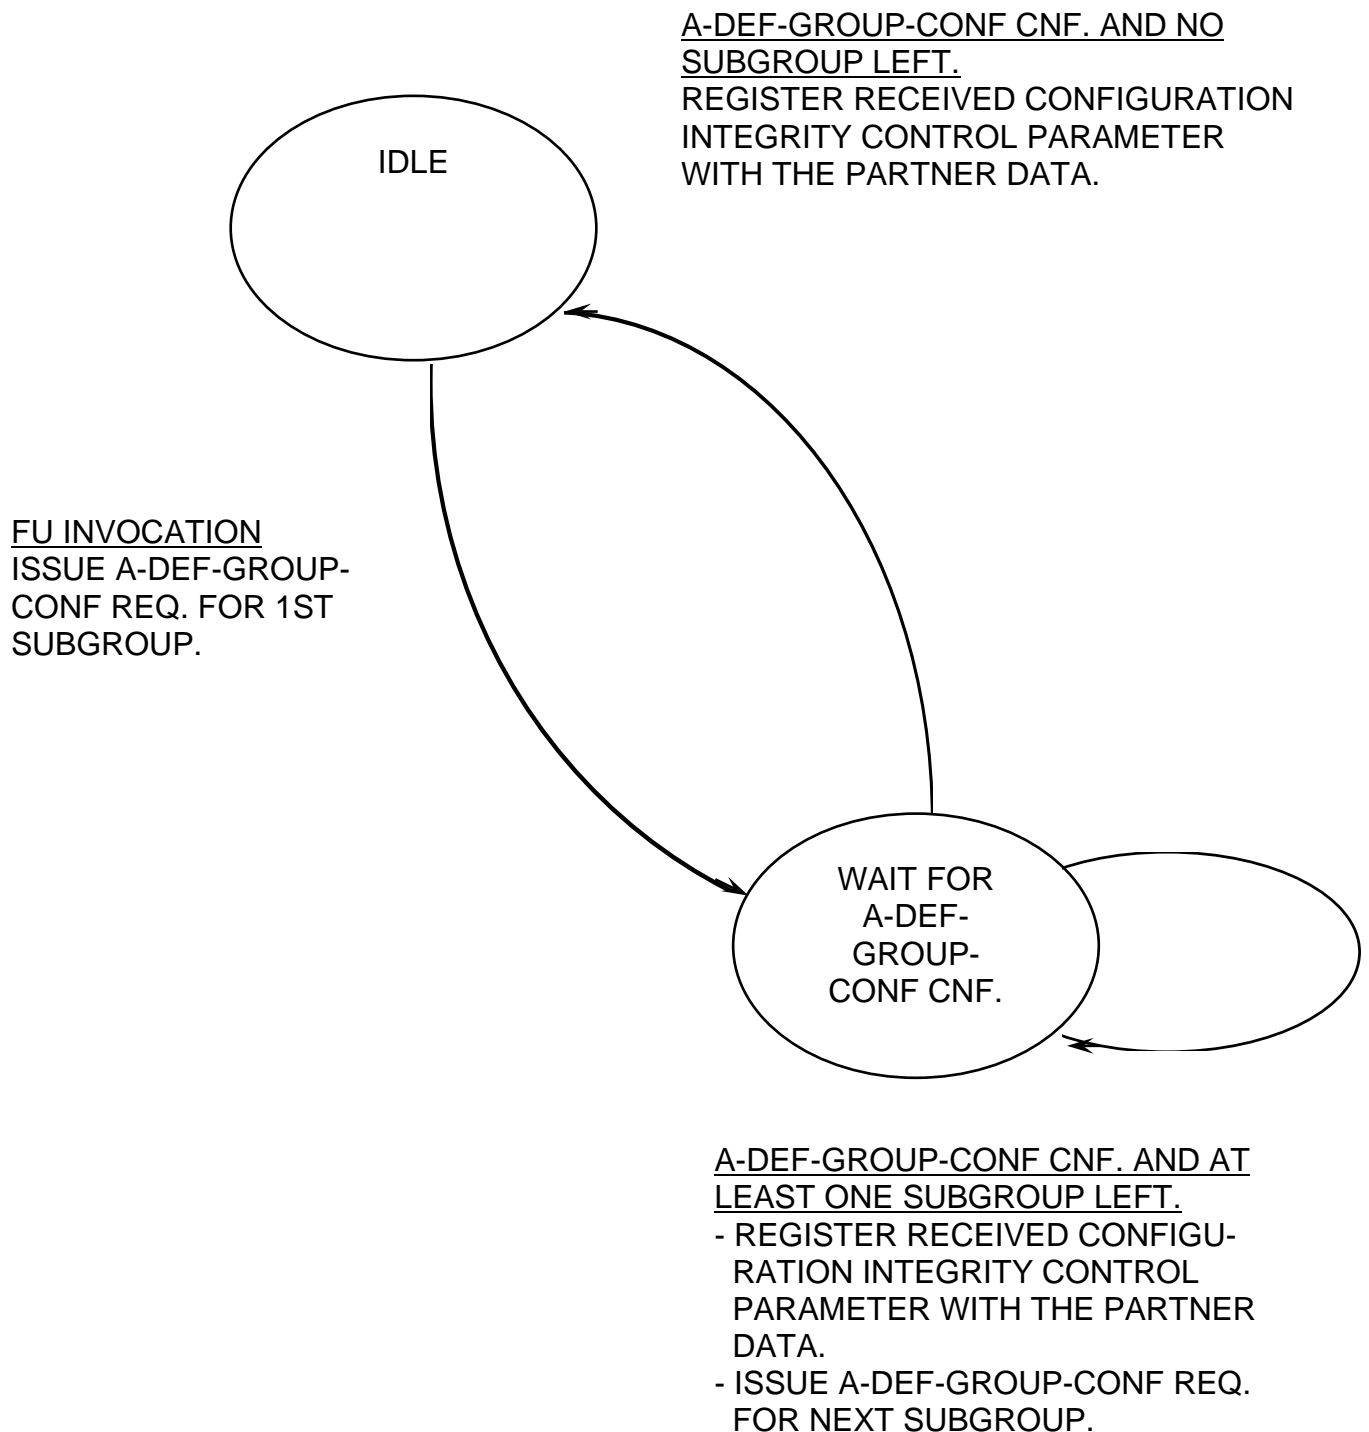 A-DEF-GROUP-CONF CNF. AND NO
SUBGROUP LEFT.
REGISTER RECEIVED CONFIGURATION
INTEGRITY CONTROL PARAMETER
WITH THE PARTNER DATA.
IDLE
FU INVOCATION
ISSUE A-DEF-GROUP-
CONF REQ. FOR 1ST
SUBGROUP.
WAIT FOR
A-DEF-
GROUP-
CONF CNF.
A-DEF-GROUP-CONF CNF. AND AT
LEAST ONE SUBGROUP LEFT.
- REGISTER RECEIVED CONFIGU-
RATION INTEGRITY CONTROL
PARAMETER WITH THE PARTNER
DATA.
- ISSUE A-DEF-GROUP-CONF REQ.
FOR NEXT SUBGROUP.